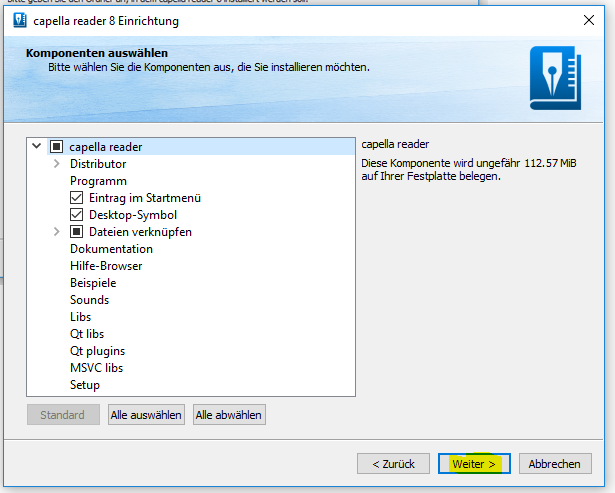 capella reader 8 Einrichtung
Komponenten auswählen
Bitte wählen Sie die Komponenten aus, die Sie installieren möchten.
capella reader
Distributor
Programm
Eintrag im Startmenü
Desktop-Symbol
Dateien verknüpfen
Dokumentation
Hilfe-Browser
Beispiele
Sounds
Libs
Qt libs
Qt plugins
MSVC libs
Setup
capella reader
Diese Komponente wird ungefähr 112.57 MiB
auf Ihrer Festplatte belegen.
Standard
Alle auswählen
Alle abwählen
< Zurück
Weiter >
Abbrechen